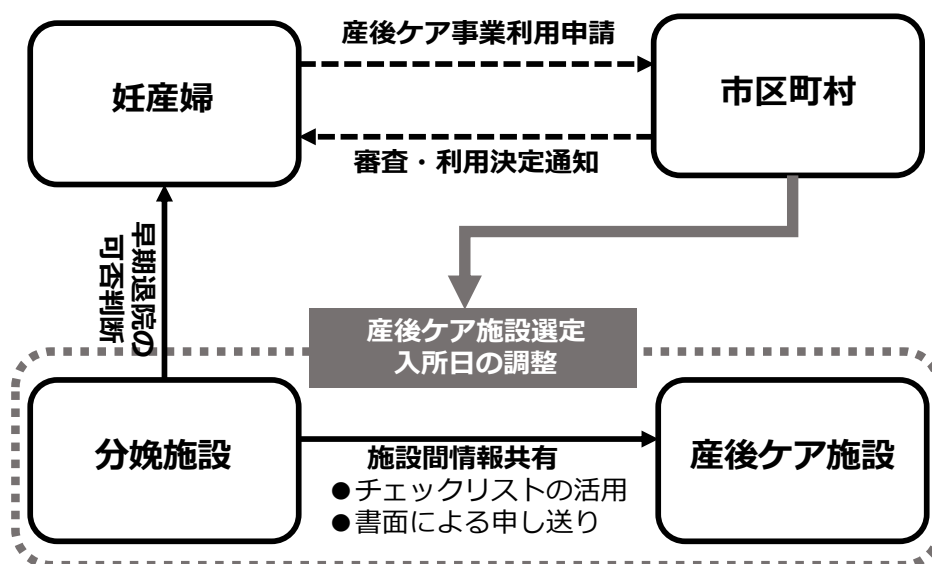 産後ケア事業利用申請
妊産婦
市区町村
審査・利用決定通知
早期退院の
可否判断
産後ケア施設選定
入所日の調整
分娩施設
産後ケア施設
施設間情報共有
●チェックリストの活用
●書面による申し送り